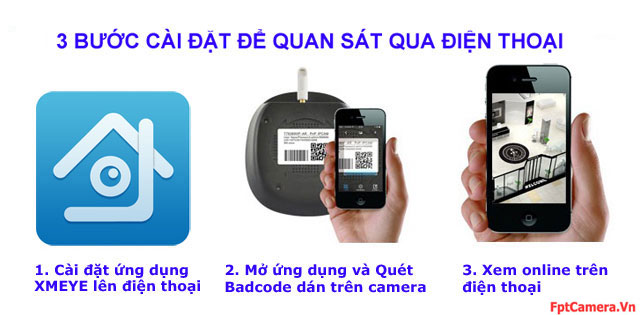 3 BƯỚC CÀI ĐẶT ĐỂ QUAN SÁT QUA ĐIỆN THOẠI
1. Cài đặt ứng dụng
XMEYE lên điện thoại
2. Mở ứng dụng và Quét
Badcode dán trên camera
3. Xem online trên
điện thoại
WELCOME
FptCamera.Vn